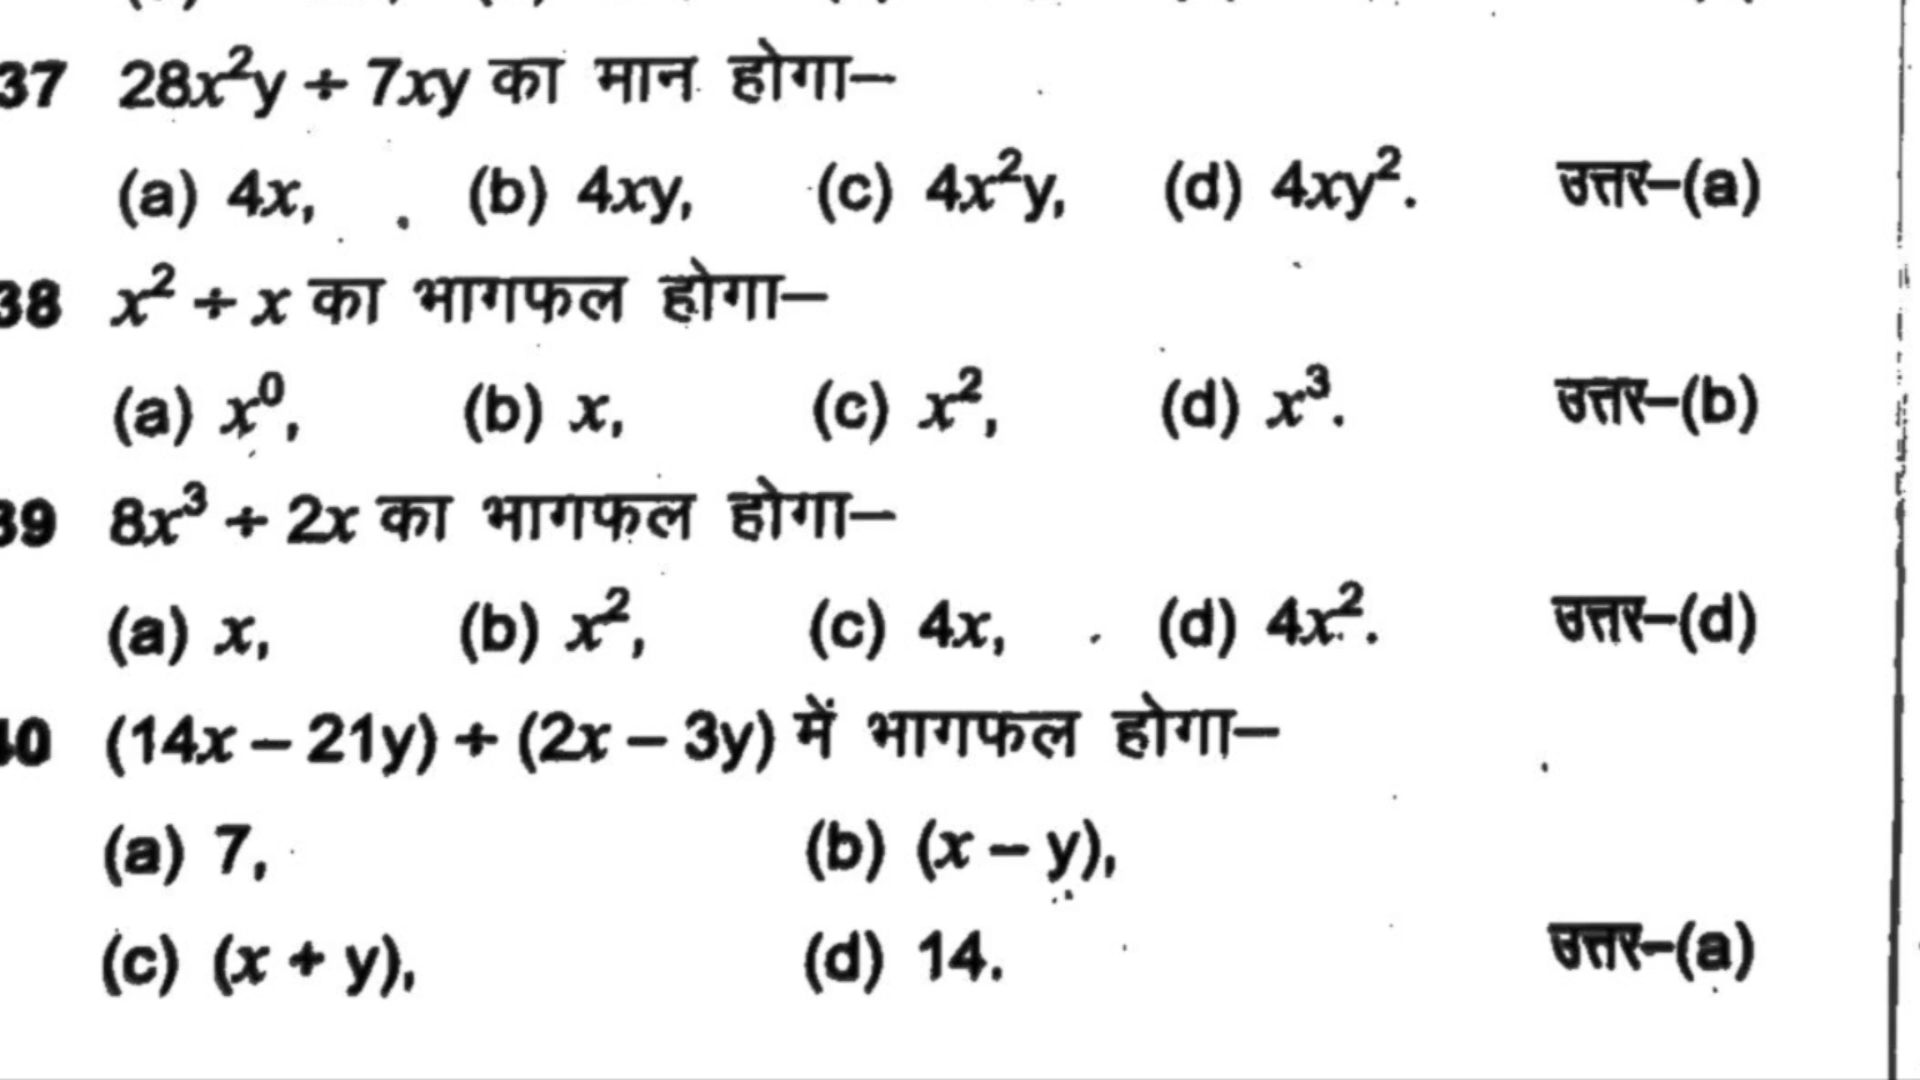 37 28x²y ÷ 7xy का मान होगा–
(a) 4x, (b) 4xy, (c) 4x²y, (d) 4xy². उत्तर–(a)
38 x² ÷ x का भागफल होगा–
(a) x⁰, (b) x, (c) x², (d) x³. उत्तर–(b)
39 8x³ ÷ 2x का भागफल होगा–
(a) x, (b) x², (c) 4x, (d) 4x². उत्तर–(d)
40 (14x – 21y) ÷ (2x – 3y) में भागफल होगा–
(a) 7, (b) (x – y),
(c) (x + y), (d) 14. उत्तर–(a)